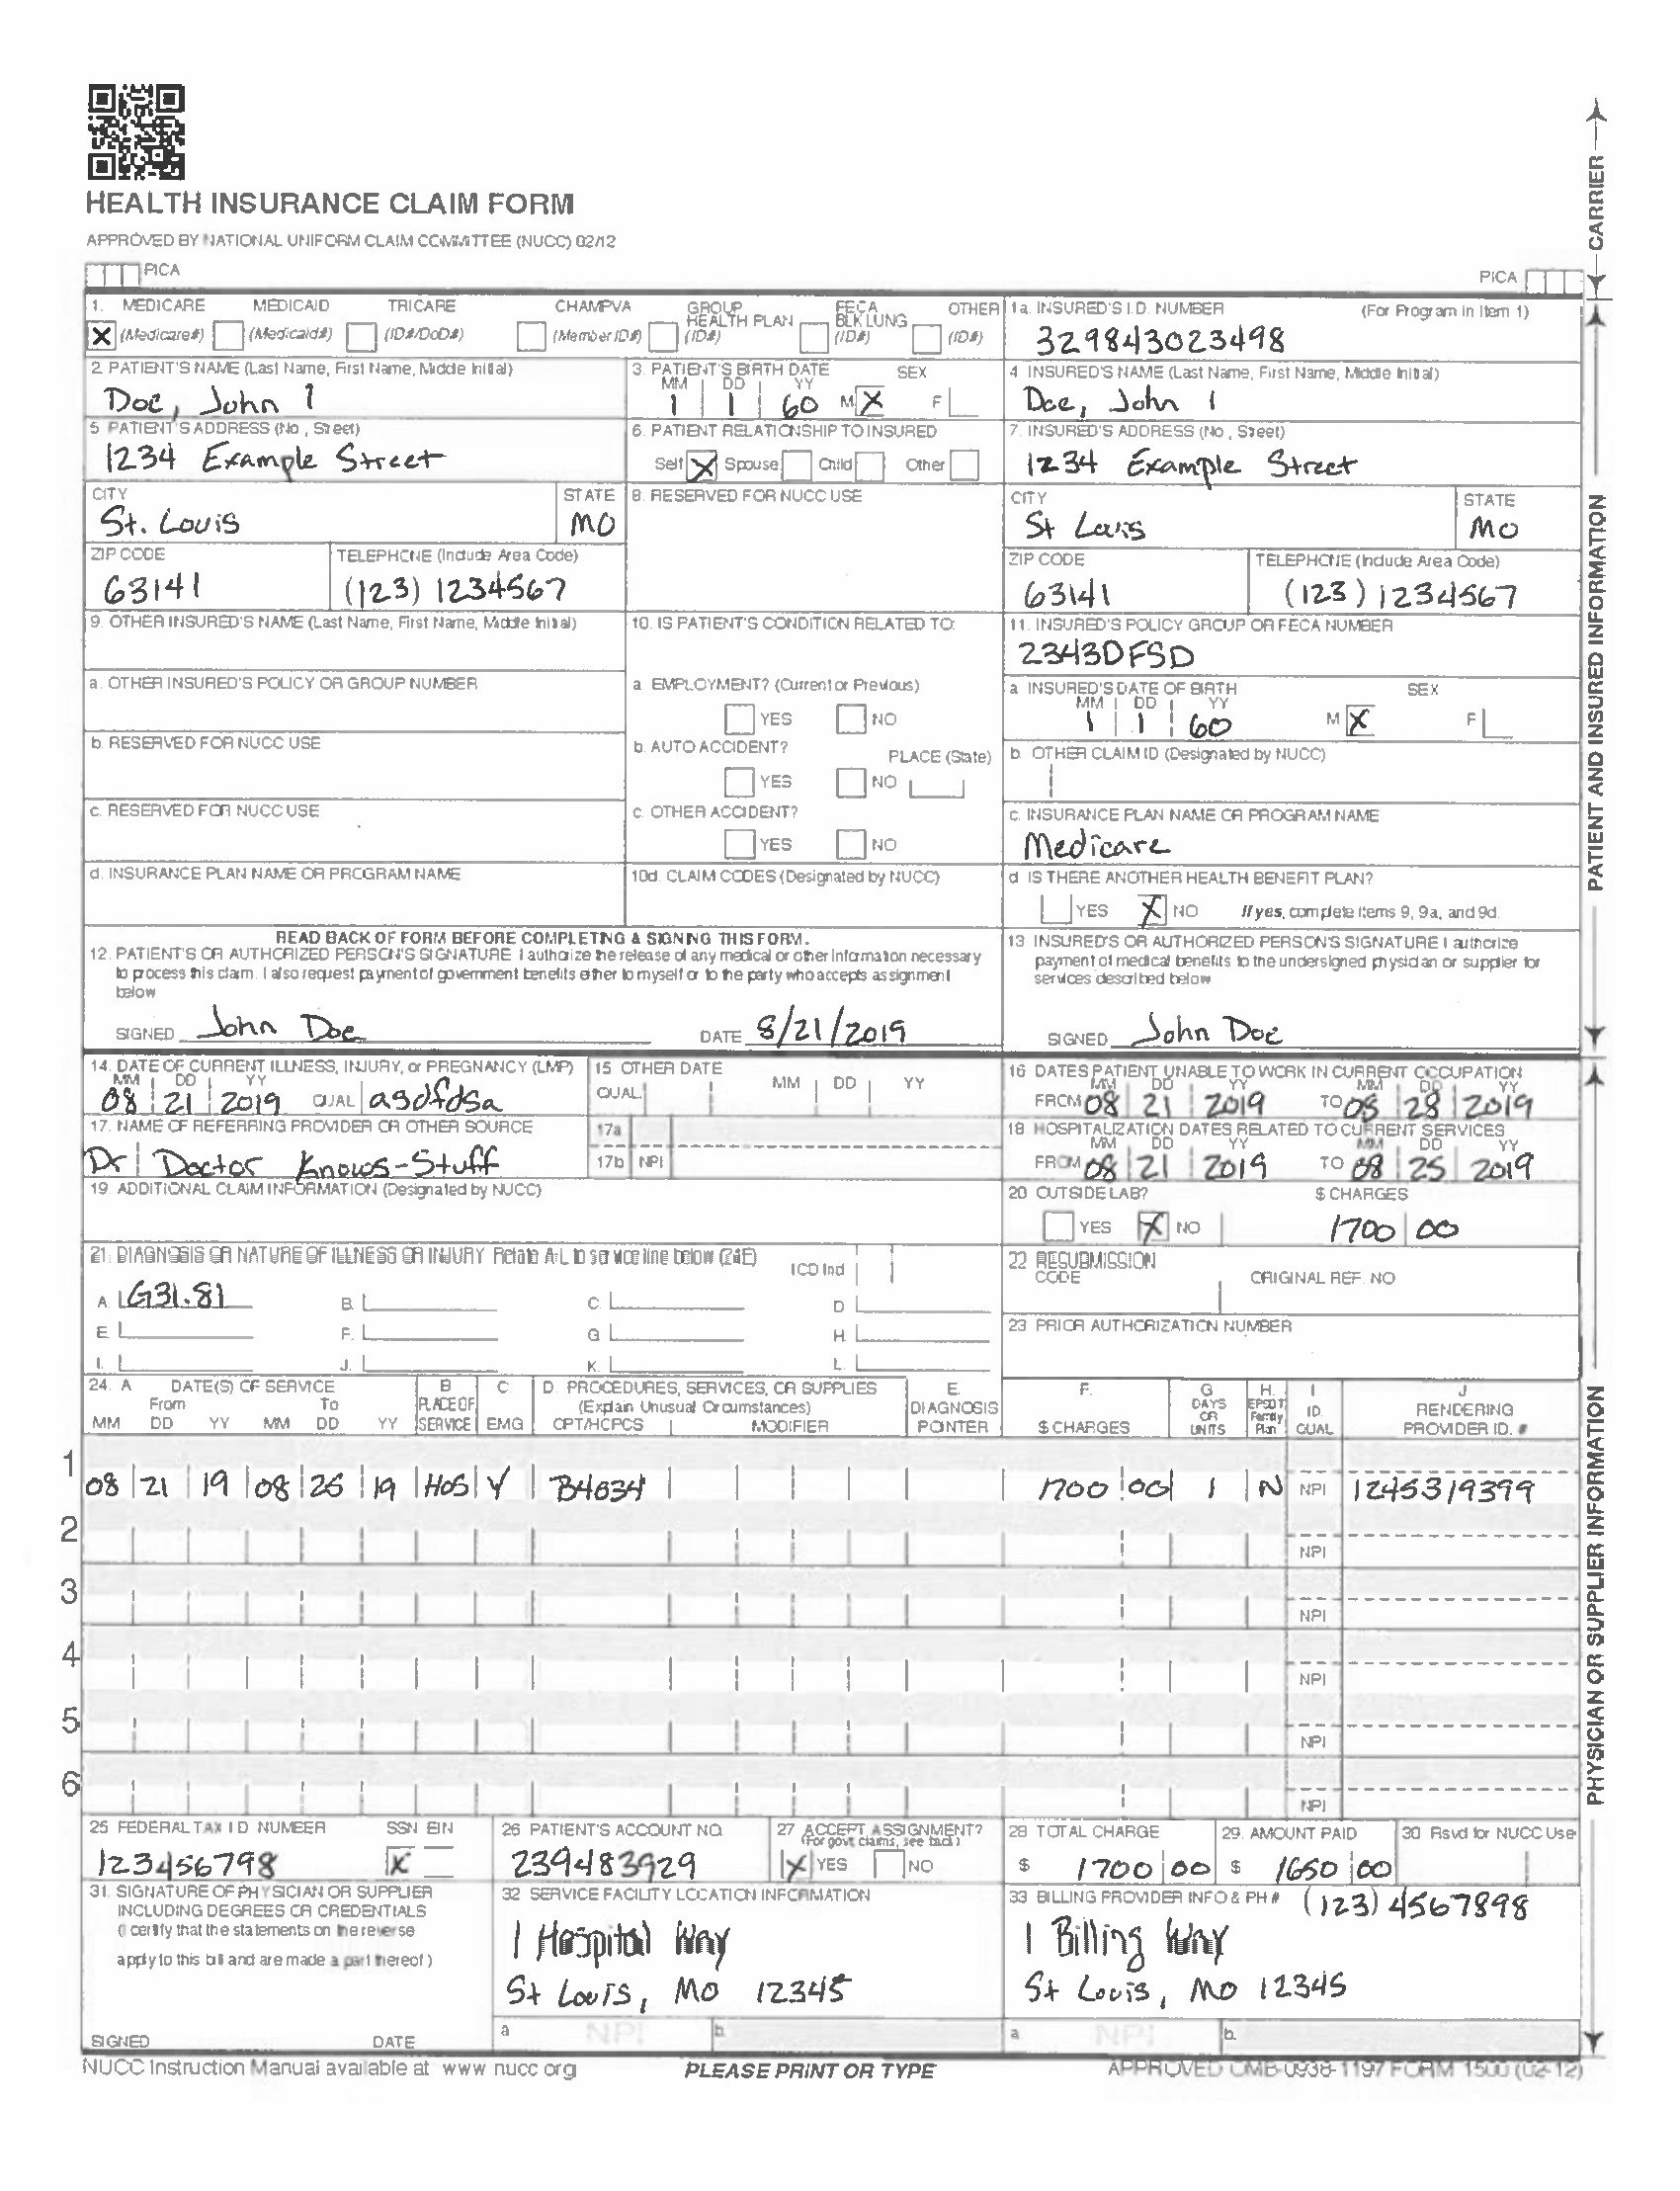 HEALTH INSURANCE CLAIM FORM
APPROVED BY NATIONAL UNIFORM CLAIM COMMITTEE (NUCC) 02/12
PICA
PICA
CARRIER
1. MEDICARE MEDICAID TRICARE CHAMPVA GROUP HEALTH PLAN FECA BLK LUNG OTHER
X (Medicare#) (Medicaid#) (ID#/DoD#) (Member ID#) (ID#) (ID#) (ID#)
1a. INSURED'S I.D. NUMBER (For Program in Item 1)
329843023498
2. PATIENT'S NAME (Last Name, First Name, Middle Initial)
Doe, John 1
3. PATIENT'S BIRTH DATE SEX
MM DD YY
1 1 60 M X F
4. INSURED'S NAME (Last Name, First Name, Middle Initial)
Doe, John 1
5. PATIENT'S ADDRESS (No., Street)
1234 Example Street
6. PATIENT RELATIONSHIP TO INSURED
Self X Spouse Child Other
7. INSURED'S ADDRESS (No., Street)
1234 Example Street
CITY STATE
St. Louis MO
8. RESERVED FOR NUCC USE
CITY STATE
St Louis MO
ZIP CODE TELEPHONE (Include Area Code)
63141 (123) 1234567
ZIP CODE TELEPHONE (Include Area Code)
63141 (123) 1234567
9. OTHER INSURED'S NAME (Last Name, First Name, Middle Initial)
10. IS PATIENT'S CONDITION RELATED TO:
11. INSURED'S POLICY GROUP OR FECA NUMBER
2343DFSD
a. OTHER INSURED'S POLICY OR GROUP NUMBER
a. EMPLOYMENT? (Current or Previous)
YES NO
a. INSURED'S DATE OF BIRTH SEX
MM DD YY
1 1 60 M X F
b. RESERVED FOR NUCC USE
b. AUTO ACCIDENT? PLACE (State)
YES NO
b. OTHER CLAIM ID (Designated by NUCC)
c. RESERVED FOR NUCC USE
c. OTHER ACCIDENT?
YES NO
c. INSURANCE PLAN NAME OR PROGRAM NAME
Medicare
d. INSURANCE PLAN NAME OR PROGRAM NAME
10d. CLAIM CODES (Designated by NUCC)
d. IS THERE ANOTHER HEALTH BENEFIT PLAN?
YES X NO If yes, complete items 9, 9a, and 9d.
PATIENT AND INSURED INFORMATION
READ BACK OF FORM BEFORE COMPLETING & SIGNING THIS FORM.
12. PATIENT'S OR AUTHORIZED PERSON'S SIGNATURE I authorize the release of any medical or other information necessary
to process this claim. I also request payment of government benefits either to myself or to the party who accepts assignment
below
SIGNED John Doe DATE 8/21/2019
13. INSURED'S OR AUTHORIZED PERSON'S SIGNATURE I authorize
payment of medical benefits to the undersigned physician or supplier for
services described below
SIGNED John Doe
14. DATE OF CURRENT ILLNESS, INJURY, or PREGNANCY (LMP)
MM DD YY
08 21 2019 QUAL asdfdsa
15. OTHER DATE
QUAL. MM DD YY
16. DATES PATIENT UNABLE TO WORK IN CURRENT OCCUPATION
MM DD YY MM DD YY
FROM 08 21 2019 TO 28 2019
17. NAME OF REFERRING PROVIDER OR OTHER SOURCE
Dr Doctor Knows-Stuff
17a.
17b. NPI
18. HOSPITALIZATION DATES RELATED TO CURRENT SERVICES
MM DD YY MM DD YY
FROM 08 21 2019 TO 08 25 2019
19. ADDITIONAL CLAIM INFORMATION (Designated by NUCC)
20. OUTSIDE LAB? $ CHARGES
YES X NO 1700 00
21. DIAGNOSIS OR NATURE OF ILLNESS OR INJURY Relate A-L to service line below (24E) ICD Ind
A. G31.81 B. C. D.
E. F. G. H.
I. J. K. L.
22. RESUBMISSION CODE ORIGINAL REF. NO.
23. PRIOR AUTHORIZATION NUMBER
24. A DATE(S) OF SERVICE B. C. D. PROCEDURES, SERVICES, OR SUPPLIES E. F. G. H. I. J.
From To PLACE OF (Explain Unusual Circumstances) DIAGNOSIS DAYS OR EPSDT Family ID. RENDERING
MM DD YY MM DD YY SERVICE EMG CPT/HCPCS MODIFIER POINTER $ CHARGES UNITS Plan QUAL. PROVIDER ID. #
1
08 21 19 08 25 19 HOS Y B4034 1700 00 1 N NPI 1245319399
2
NPI
3
NPI
4
NPI
5
NPI
6
NPI
PHYSICIAN OR SUPPLIER INFORMATION
25. FEDERAL TAX I.D. NUMBER SSN EIN
123456798 X
26. PATIENT'S ACCOUNT NO.
239483929
27. ACCEPT ASSIGNMENT?
(For govt. claims, see back)
X YES NO
28. TOTAL CHARGE
$ 1700 00
29. AMOUNT PAID
$ 1650 00
30. Rsvd for NUCC Use
31. SIGNATURE OF PHYSICIAN OR SUPPLIER
INCLUDING DEGREES OR CREDENTIALS
(I certify that the statements on the reverse
apply to this bill and are made a part thereof.)
SIGNED DATE
32. SERVICE FACILITY LOCATION INFORMATION
1 Hospital Way
St Louis, MO 12345
a. NPI b.
33. BILLING PROVIDER INFO & PH # (123) 4567898
1 Billing Way
St Louis, MO 12345
a. NPI b.
NUCC Instruction Manual available at: www.nucc.org
PLEASE PRINT OR TYPE
APPROVED OMB-0938-1197 FORM 1500 (02-12)